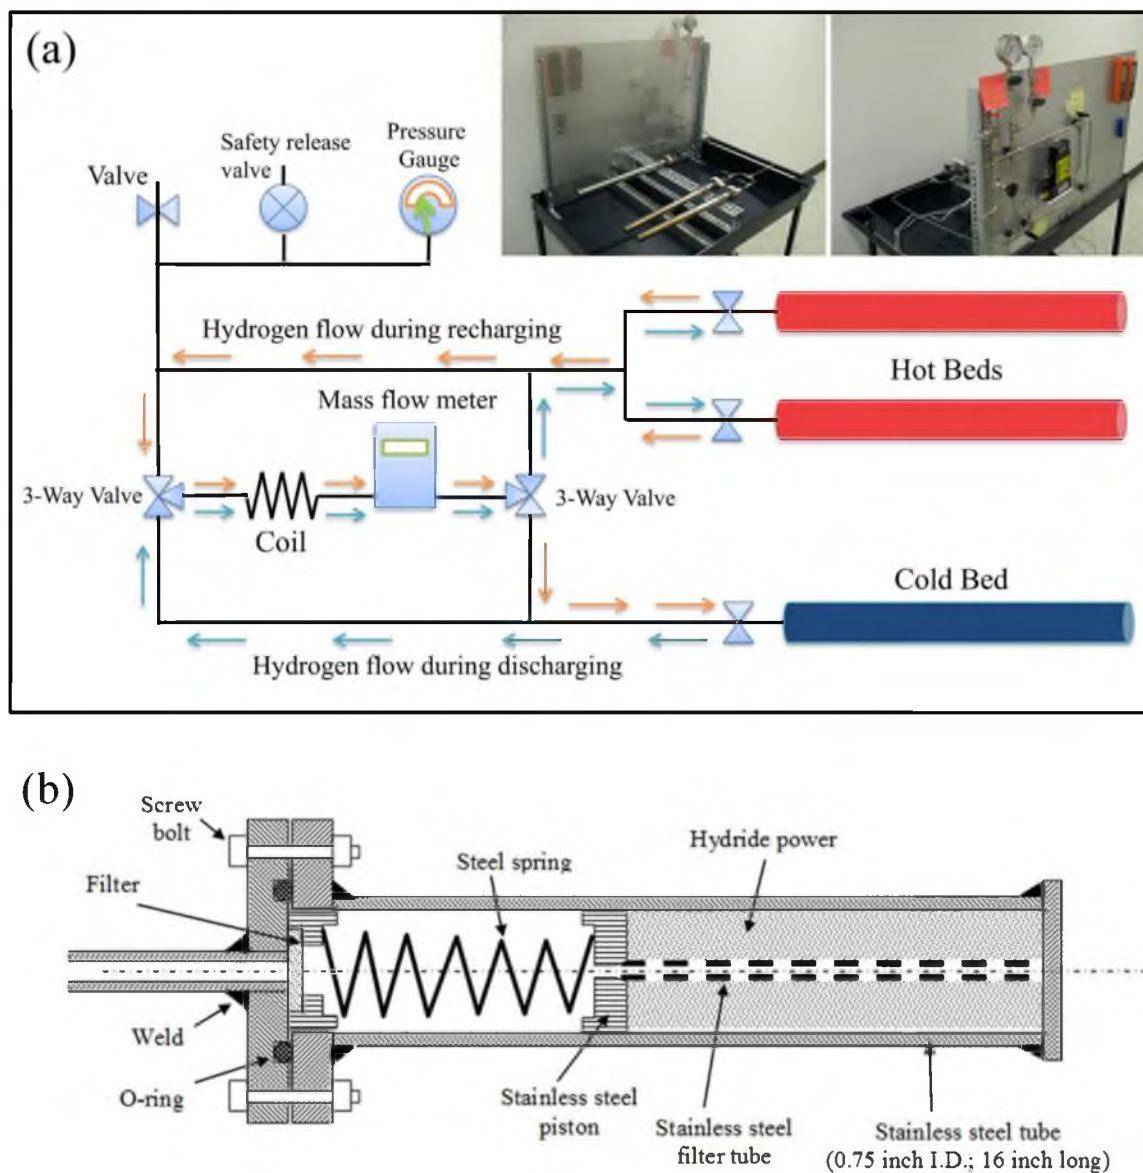 (a)
Valve
Safety release
valve
Pressure
Gauge
Hydrogen flow during recharging
Hot Beds
Mass flow meter
3-Way Valve
3-Way Valve
Coil
Cold Bed
Hydrogen flow during discharging
(b)
Screw
bolt
Steel spring
Hydride power
Filter
Weld
O-ring
Stainless steel
piston
Stainless steel
filter tube
Stainless steel tube
(0.75 inch I.D.; 16 inch long)